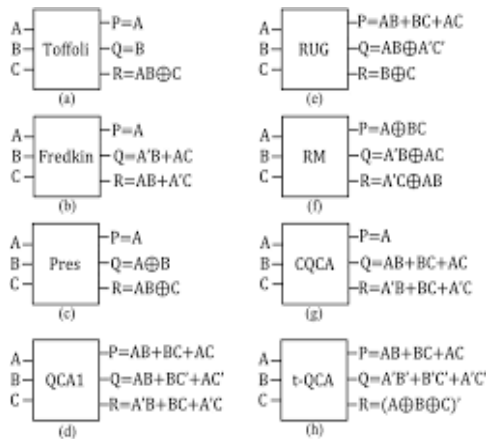 A
B
C
Toffoli
P=A
Q=B
R=AB⊕C
(a)
A
B
C
RUG
P=AB+BC+AC
Q=AB⊕A'C'
R=B⊕C
(e)
A
B
C
Fredkin
P=A
Q=A'B+AC
R=AB+A'C
(b)
A
B
C
RM
P=A⊕BC
Q=A'B⊕AC
R=A'C⊕AB
(f)
A
B
C
Pres
P=A
Q=A⊕B
R=AB⊕C
(c)
A
B
C
CQCA
P=A
Q=AB+BC+AC
R=A'B+BC+A'C
(g)
A
B
C
QCA1
P=AB+BC+AC
Q=AB+BC'+AC'
R=A'B+BC+A'C
(d)
A
B
C
t-QCA
P=AB+BC+AC
Q=A'B'+B'C'+A'C'
R=(A⊕B⊕C)'
(h)